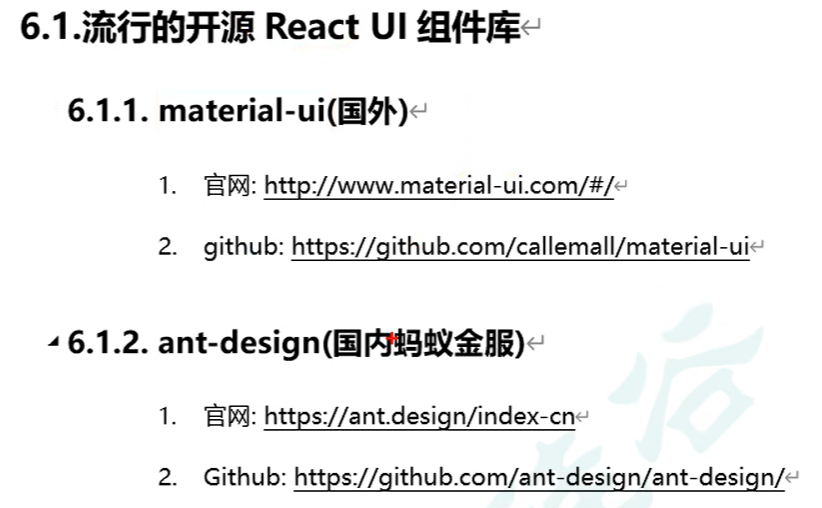 6.1.流行的开源 React UI 组件库
6.1.1. material-ui(国外)
1. 官网: http://www.material-ui.com/#/
2. github: https://github.com/callemall/material-ui
6.1.2. ant-design(国内蚂蚁金服)
1. 官网: https://ant.design/index-cn
2. Github: https://github.com/ant-design/ant-design/